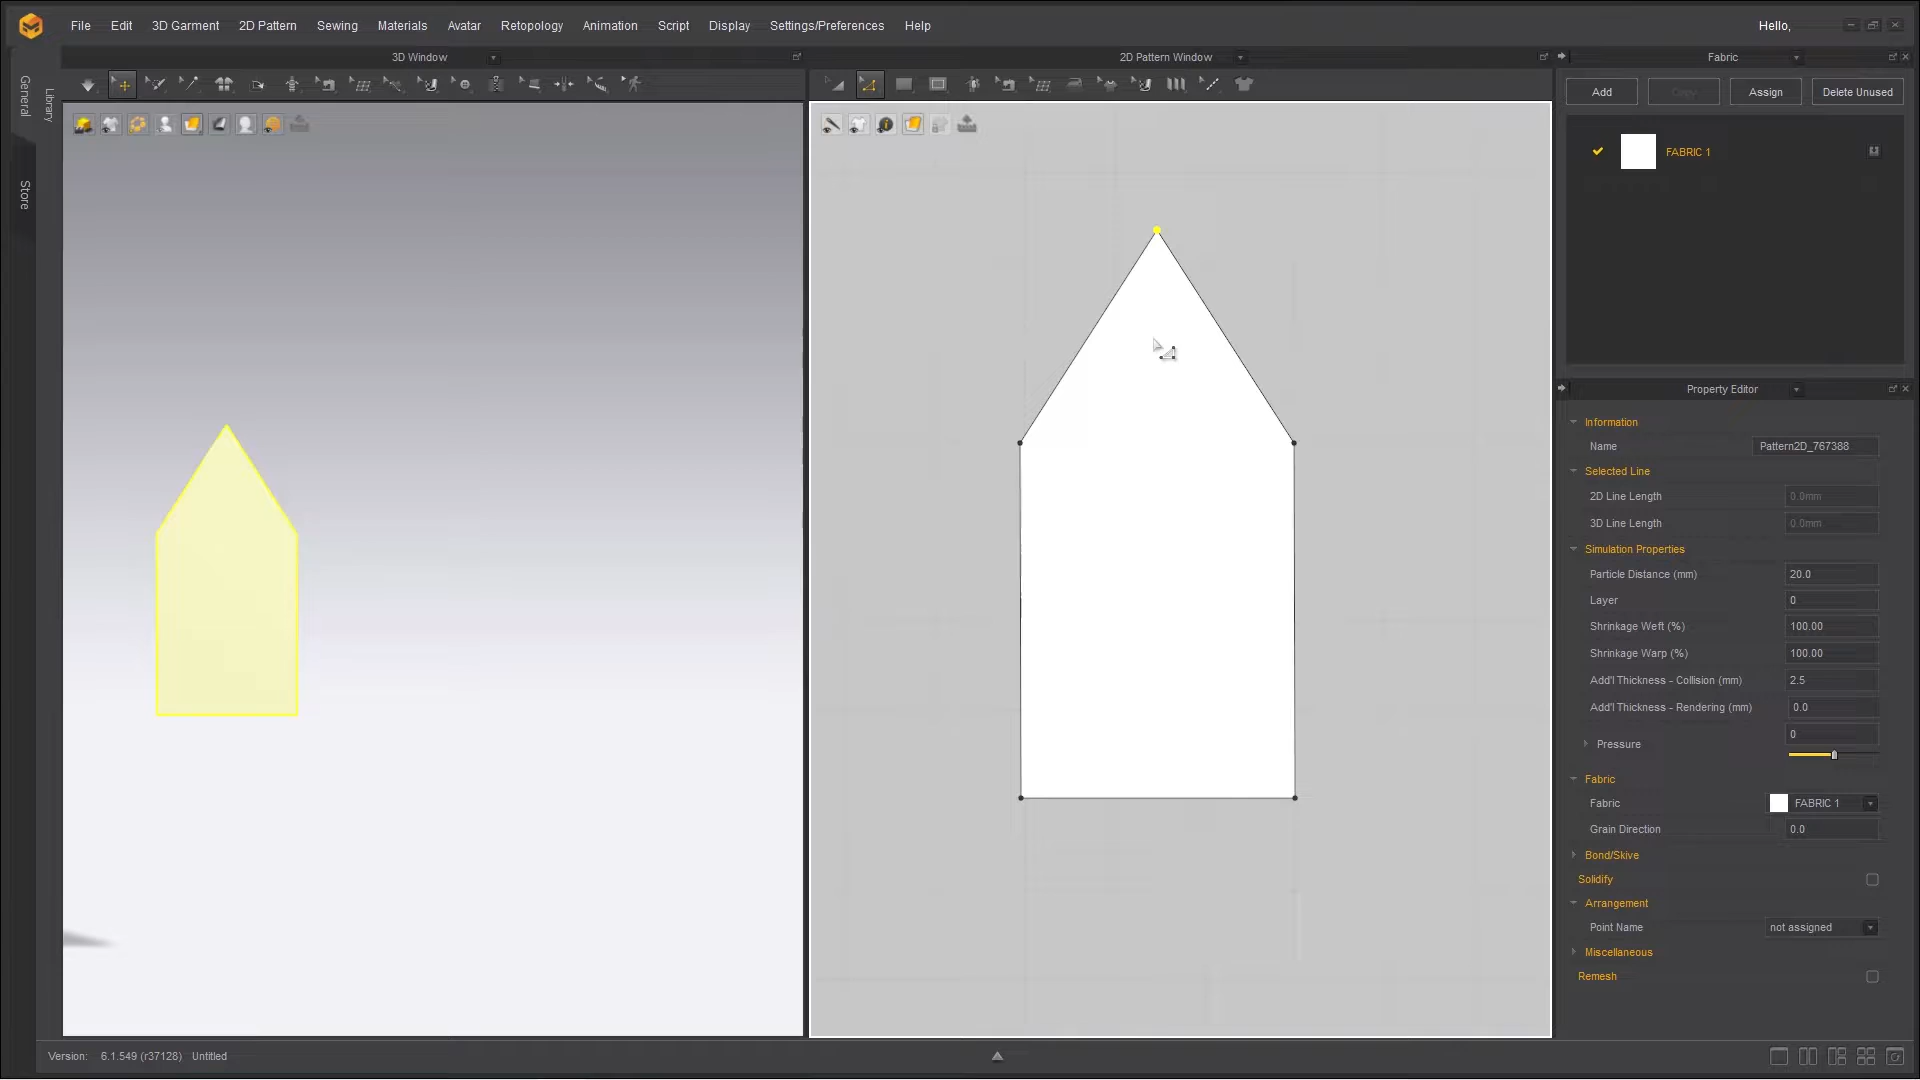 File Edit 3D Garment 2D Pattern Sewing Materials Avatar Retopology Animation Script Display Settings/Preferences Help
Hello,
General
Library
Store
3D Window
2D Pattern Window
Fabric
Add Copy Assign Delete Unused
FABRIC 1
Property Editor
Information
Name Pattern2D_767388
Selected Line
2D Line Length 0.0mm
3D Line Length 0.0mm
Simulation Properties
Particle Distance (mm) 20.0
Layer 0
Shrinkage Weft (%) 100.00
Shrinkage Warp (%) 100.00
Add'l Thickness - Collision (mm) 2.5
Add'l Thickness - Rendering (mm) 0.0
Pressure 0
Fabric
Fabric FABRIC 1
Grain Direction 0.0
Bond/Skive
Solidify
Arrangement
Point Name not assigned
Miscellaneous
Remesh
Version: 6.1.549 (r37128) Untitled